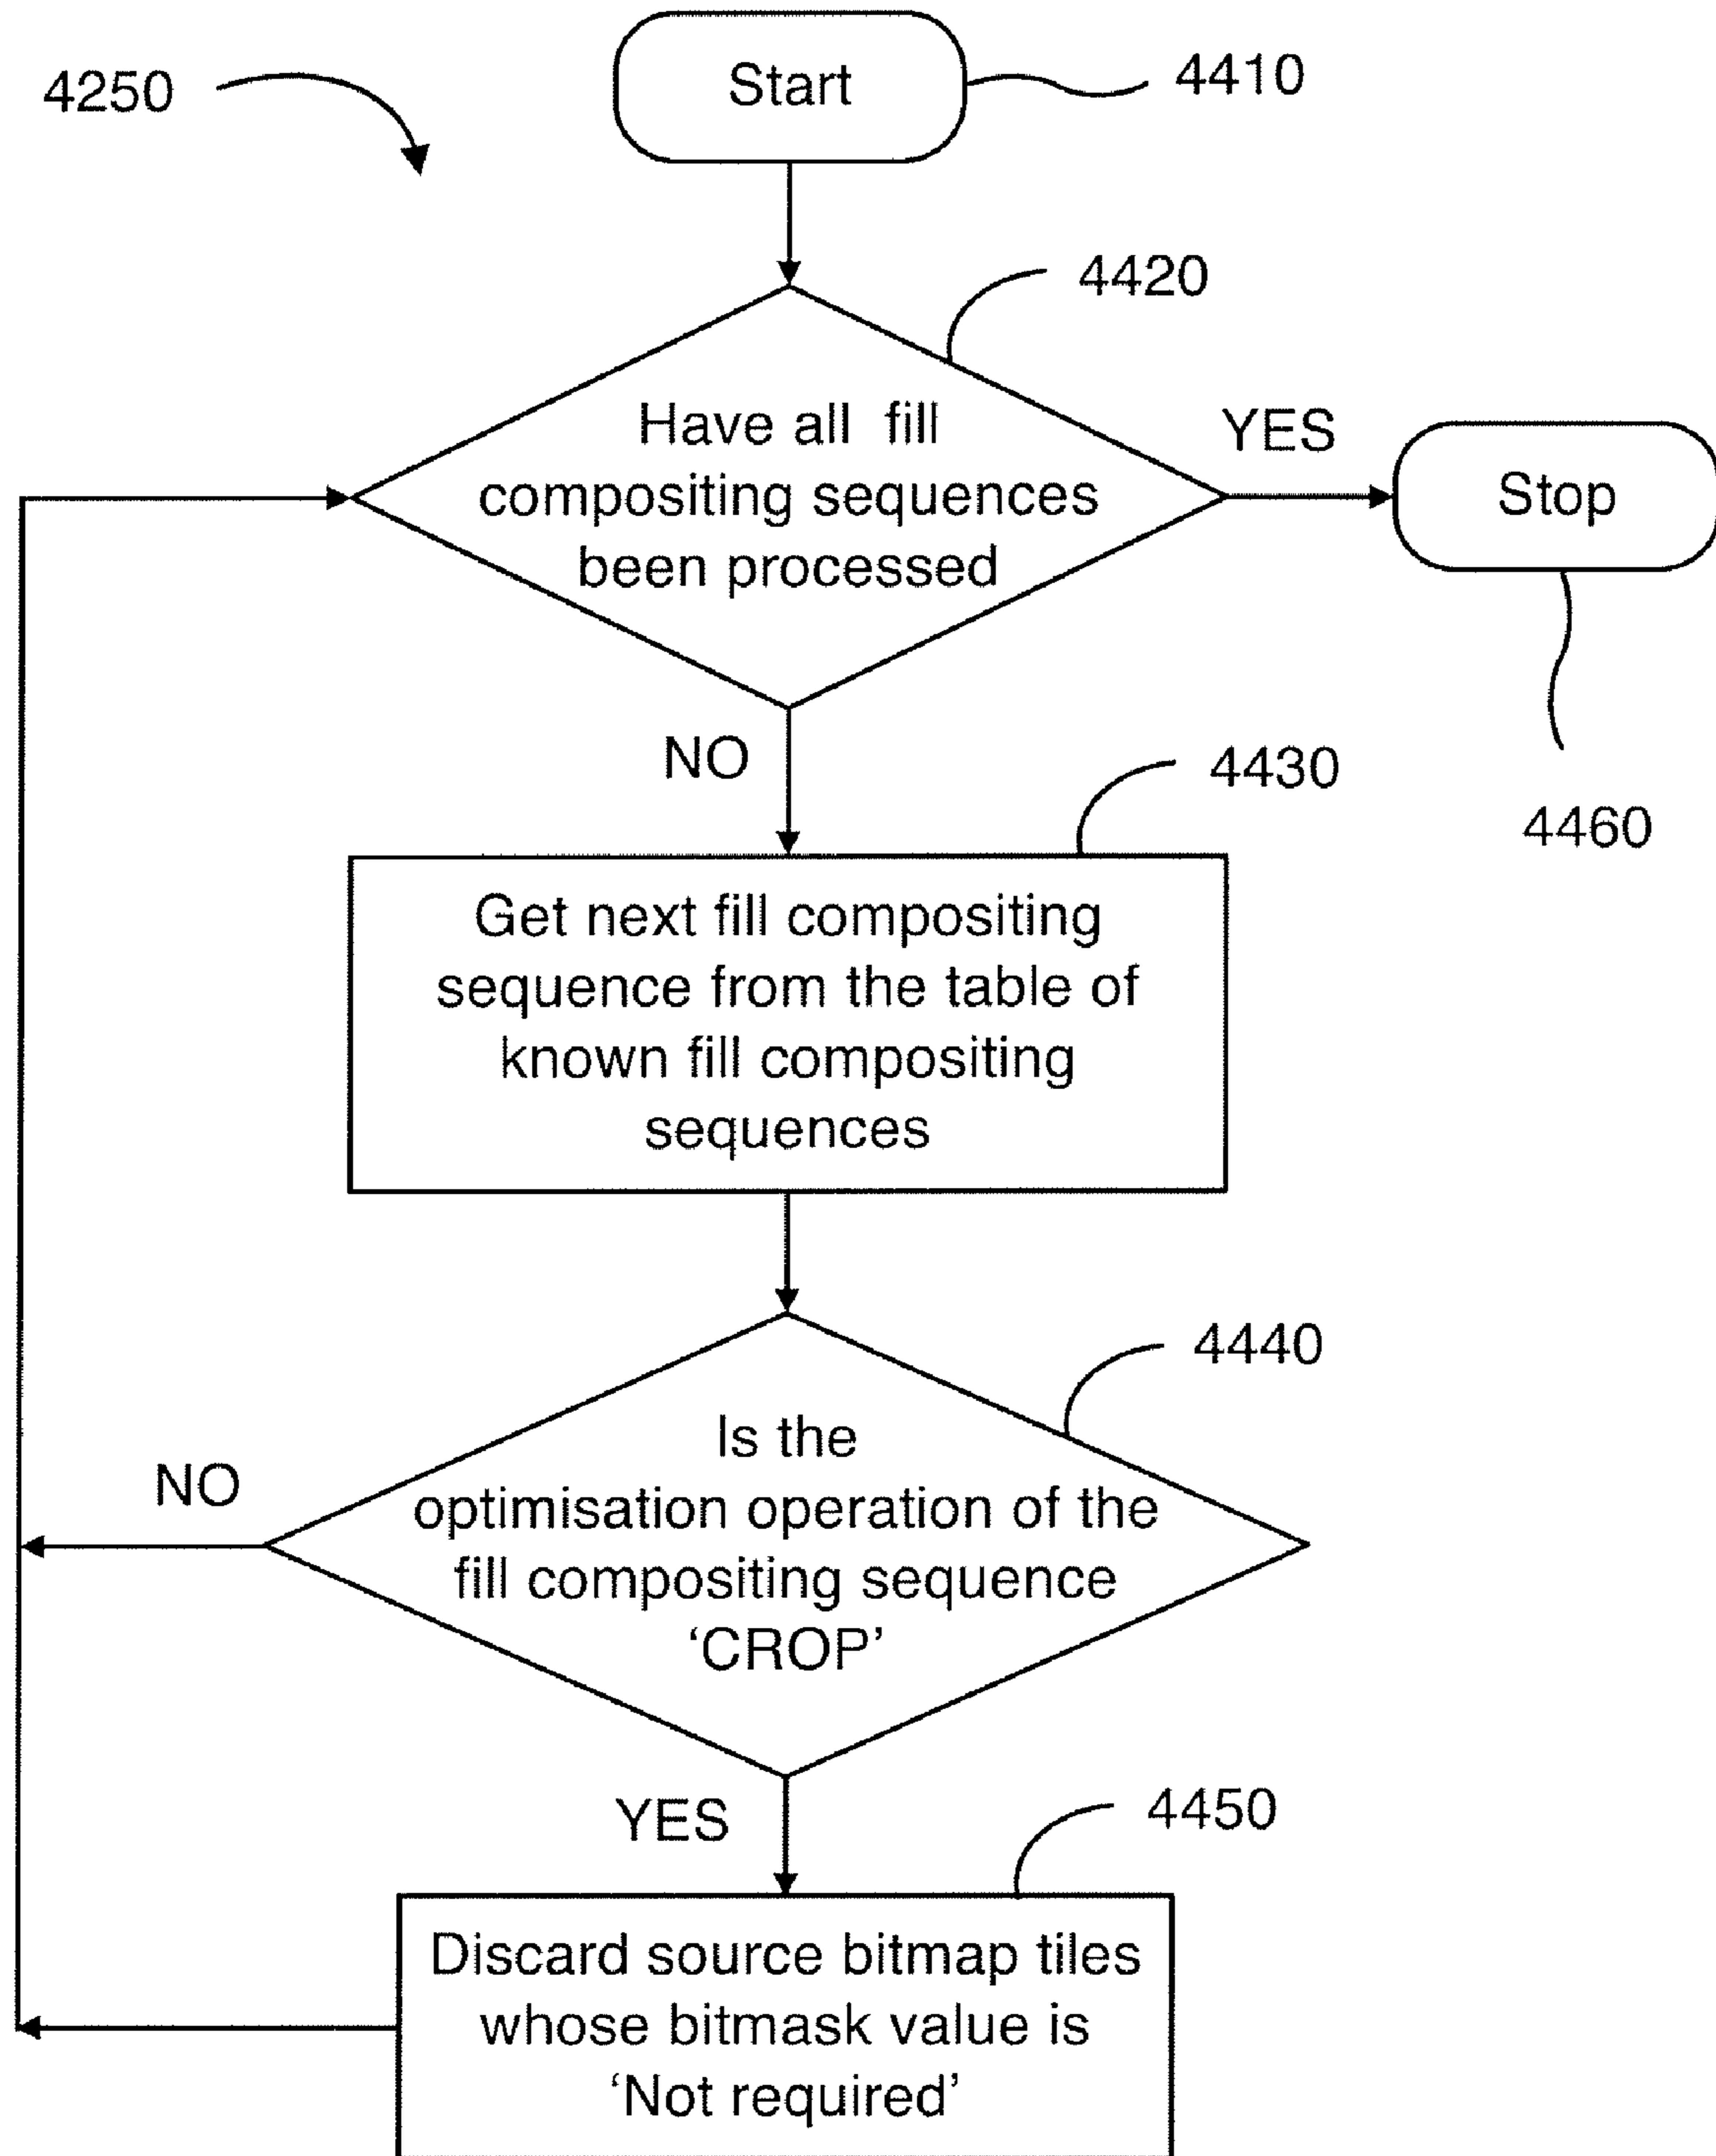 Start
4410
4250
4420
Have all fill
compositing sequences
been processed
YES
Stop
4460
NO
4430
Get next fill compositing
sequence from the table of
known fill compositing
sequences
4440
Is the
optimisation operation of the
fill compositing sequence
‘CROP’
NO
YES
4450
Discard source bitmap tiles
whose bitmask value is
‘Not required’